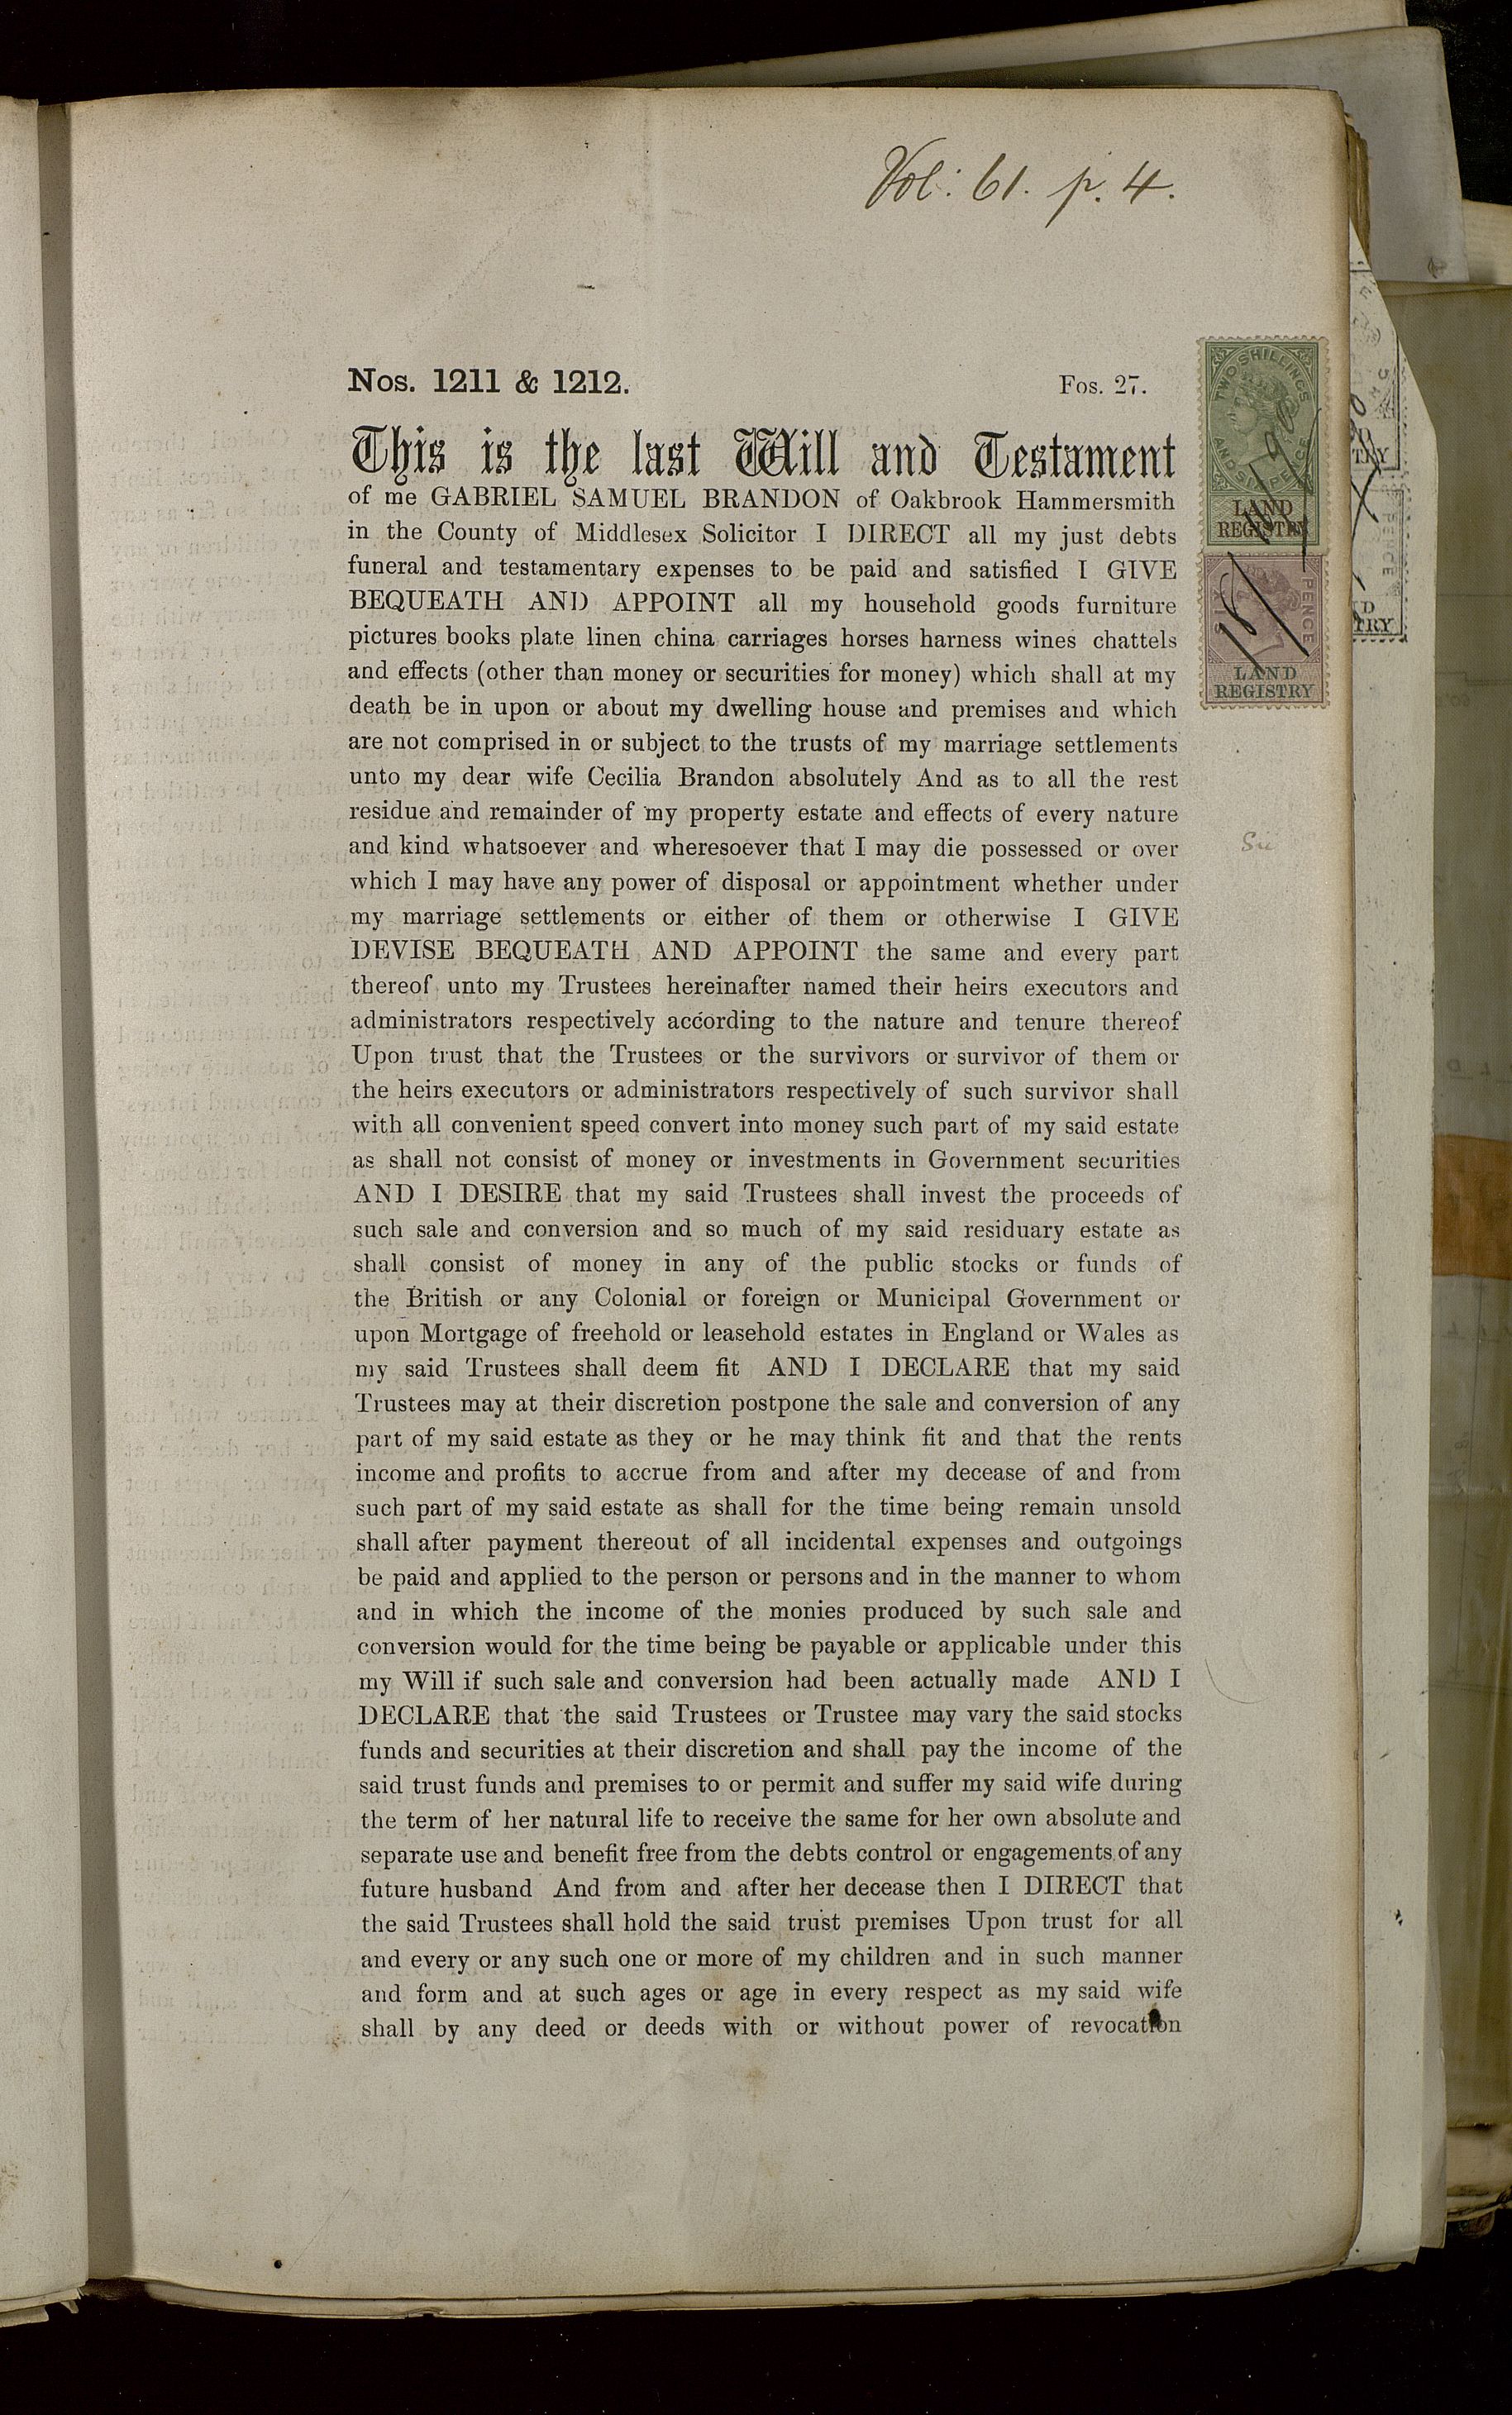 Vol: 61. p. 4.
Nos. 1211 & 1212.
Fos. 27.
This is the last Will and Testament
of me GABRIEL SAMUEL BRANDON of Oakbrook Hammersmith
in the County of Middlesex Solicitor I DIRECT all my just debts
funeral and testamentary expenses to be paid and satisfied I GIVE
BEQUEATH AND APPOINT all my household goods furniture
pictures books plate linen china carriages horses harness wines chattels
and effects (other than money or securities for money) which shall at my
death be in upon or about my dwelling house and premises and which
are not comprised in or subject to the trusts of my marriage settlements
unto my dear wife Cecilia Brandon absolutely And as to all the rest
residue and remainder of my property estate and effects of every nature
and kind whatsoever and wheresoever that I may die possessed or over
which I may have any power of disposal or appointment whether under
my marriage settlements or either of them or otherwise I GIVE
DEVISE BEQUEATH AND APPOINT the same and every part
thereof unto my Trustees hereinafter named their heirs executors and
administrators respectively according to the nature and tenure thereof
Upon trust that the Trustees or the survivors or survivor of them or
the heirs executors or administrators respectively of such survivor shall
with all convenient speed convert into money such part of my said estate
as shall not consist of money or investments in Government securities
AND I DESIRE that my said Trustees shall invest the proceeds of
such sale and conversion and so much of my said residuary estate as
shall consist of money in any of the public stocks or funds of
the British or any Colonial or foreign or Municipal Government or
upon Mortgage of freehold or leasehold estates in England or Wales as
my said Trustees shall deem fit AND I DECLARE that my said
Trustees may at their discretion postpone the sale and conversion of any
part of my said estate as they or he may think fit and that the rents
income and profits to accrue from and after my decease of and from
such part of my said estate as shall for the time being remain unsold
shall after payment thereout of all incidental expenses and outgoings
be paid and applied to the person or persons and in the manner to whom
and in which the income of the monies produced by such sale and
conversion would for the time being be payable or applicable under this
my Will if such sale and conversion had been actually made AND I
DECLARE that the said Trustees or Trustee may vary the said stocks
funds and securities at their discretion and shall pay the income of the
said trust funds and premises to or permit and suffer my said wife during
the term of her natural life to receive the same for her own absolute and
separate use and benefit free from the debts control or engagements of any
future husband And from and after her decease then I DIRECT that
the said Trustees shall hold the said trust premises Upon trust for all
and every or any such one or more of my children and in such manner
and form and at such ages or age in every respect as my said wife
shall by any deed or deeds with or without power of revocation
TWO SHILLINGS
AND SIXPENCE
LAND
REGISTRY
SIX
PENCE
LAND
REGISTRY